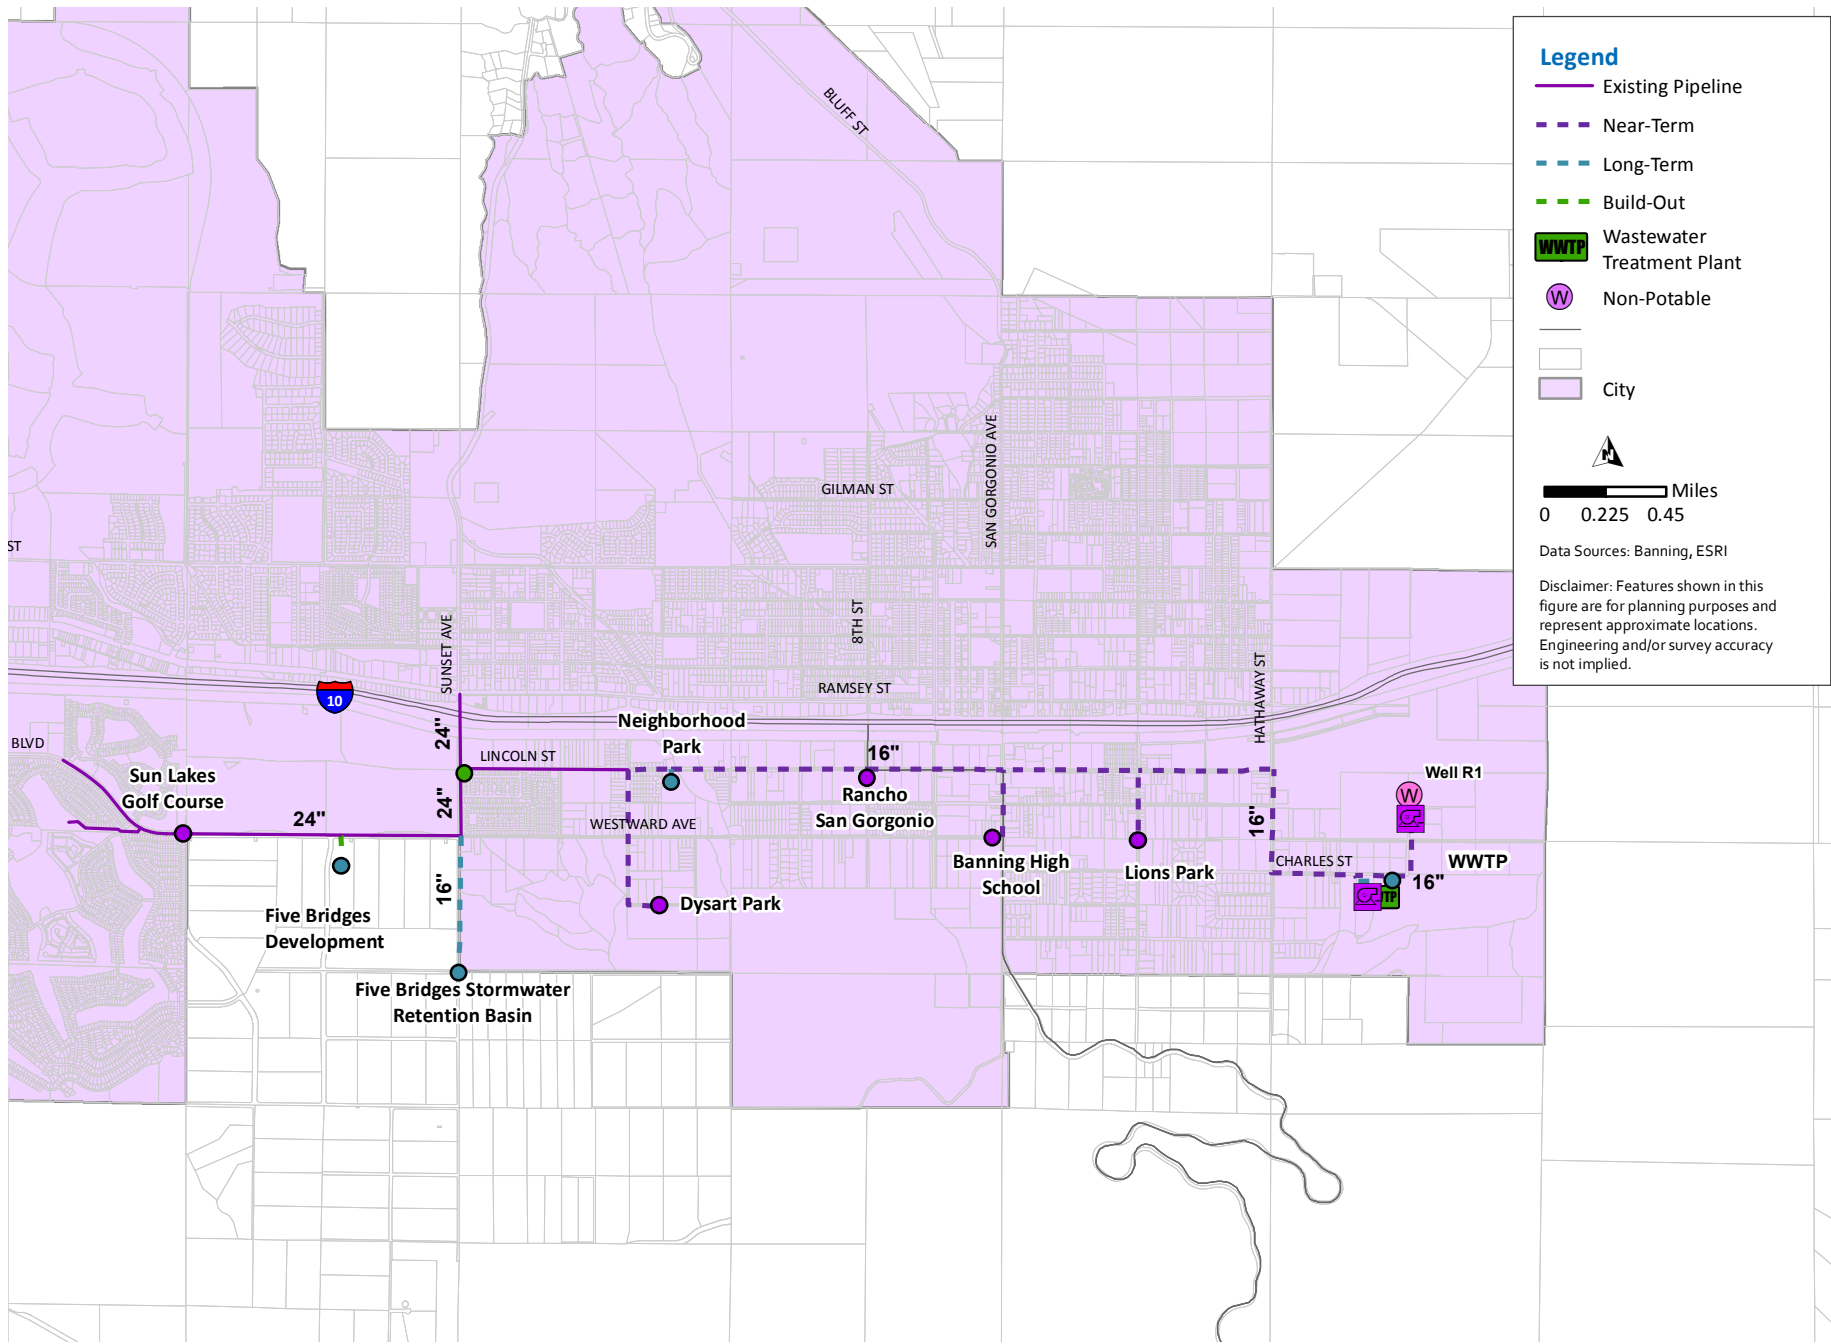 BLUFF ST
GILMAN ST
SAN GORGONIO AVE
ST
8TH ST
SUNSET AVE
HATHAWAY ST
RAMSEY ST
10
BLVD
24"
LINCOLN ST
Neighborhood
Park
16"
Rancho
San Gorgonio
Sun Lakes
Golf Course
24"
24"
WESTWARD AVE
16"
Well R1
W
Banning High
School
Lions Park
CHARLES ST
WWTP
16"
TP
16"
Dysart Park
Five Bridges
Development
Five Bridges Stormwater
Retention Basin
Legend
Existing Pipeline
Near-Term
Long-Term
Build-Out
WWTP
Wastewater
Treatment Plant
W
Non-Potable
City
N
Miles
0 0.225 0.45
Data Sources: Banning, ESRI
Disclaimer: Features shown in this
figure are for planning purposes and
represent approximate locations.
Engineering and/or survey accuracy
is not implied.